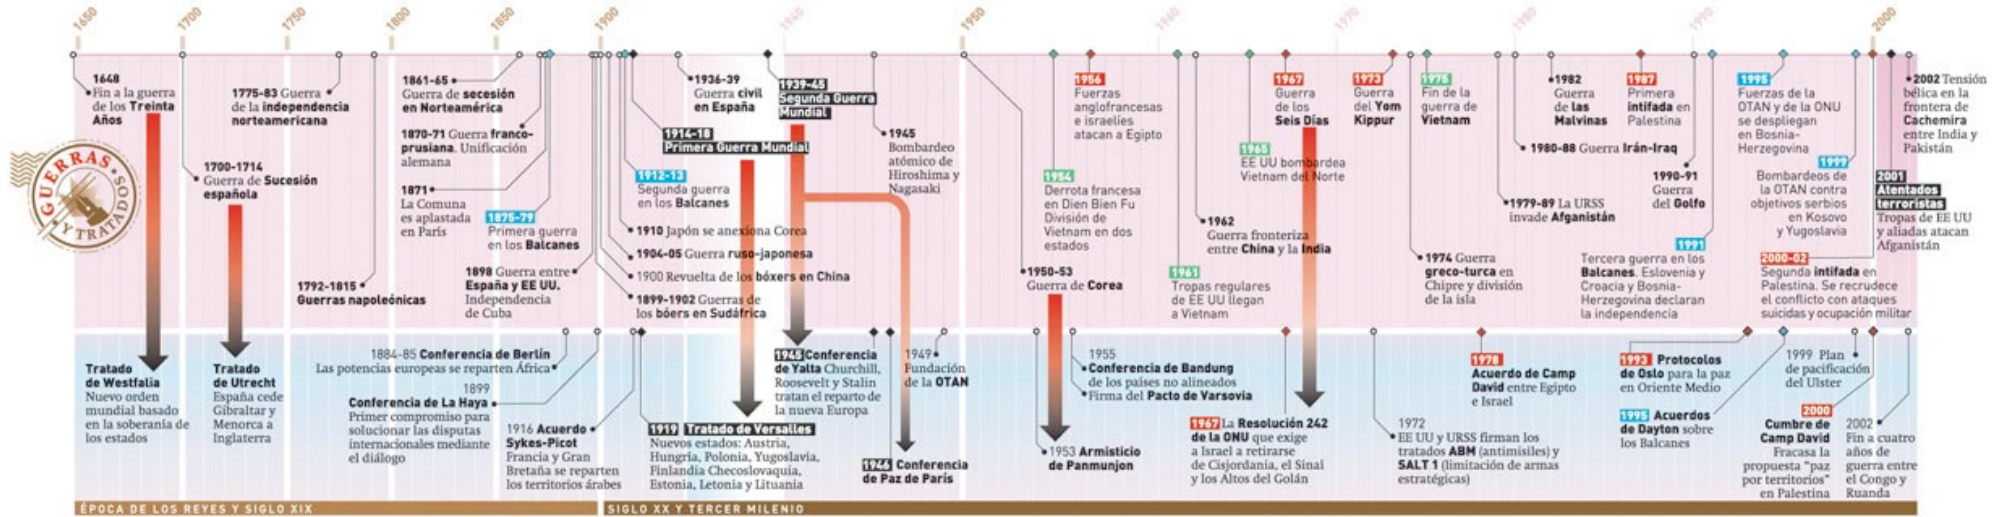 1650
1700
1750
1800
1850
1900
1940
1950
1960
1970
1980
1990
2000
GUERRAS
Y TRATADOS
1648
Fin a la guerra
de los Treinta
Años
1700-1714
Guerra de Sucesión
española
1775-83 Guerra
de la independencia
norteamericana
1792-1815
Guerras napoleónicas
1861-65
Guerra de secesión
en Norteamérica
1870-71 Guerra franco-
prusiana. Unificación
alemana
1871
La Comuna
es aplastada
en París
1875-79
Primera guerra
en los Balcanes
1898 Guerra entre
España y EE UU.
Independencia
de Cuba
1936-39
Guerra civil
en España
1914-18
Primera Guerra Mundial
1912-13
Segunda guerra
en los Balcanes
1910 Japón se anexiona Corea
1904-05 Guerra ruso-japonesa
1900 Revuelta de los bóxers en China
1899-1902 Guerras de
los bóers en Sudáfrica
1939-45
Segunda Guerra
Mundial
1945
Bombardeo
atómico de
Hiroshima y
Nagasaki
1950-53
Guerra de Corea
1956
Fuerzas
anglofrancesas
e israelíes
atacan a Egipto
1954
Derrota francesa
en Dien Bien Fu
División de
Vietnam en dos
estados
1961
Tropas regulares
de EE UU llegan
a Vietnam
1962
Guerra fronteriza
entre China y la India
1965
EE UU bombardea
Vietnam del Norte
1967
Guerra
de los
Seis Días
1973
Guerra
del Yom
Kippur
1975
Fin de la
guerra de
Vietnam
1974 Guerra
greco-turca en
Chipre y división
de la isla
1979-89 La URSS
invade Afganistán
1980-88 Guerra Irán-Iraq
1982
Guerra
de las
Malvinas
1987
Primera
intifada en
Palestina
1990-91
Guerra
del Golfo
1991
Tercera guerra en los
Balcanes. Eslovenia y
Croacia y Bosnia-
Herzegovina declaran
la independencia
1995
Fuerzas de la
OTAN y de la ONU
se despliegan
en Bosnia-
Herzegovina
1999
Bombardeos de
la OTAN contra
objetivos serbios
en Kosovo
y Yugoslavia
2000-02
Segunda intifada en
Palestina. Se recrudece
el conflicto con ataques
suicidas y ocupación militar
2001
Atentados
terroristas
Tropas de EE UU
y aliadas atacan
Afganistán
2002 Tensión
bélica en la
frontera de
Cachemira
entre India y
Pakistán
Tratado
de Westfalia
Nuevo orden
mundial basado
en la soberanía de
los estados
Tratado
de Utrecht
España cede
Gibraltar y
Menorca a
Inglaterra
1884-85 Conferencia de Berlín
Las potencias europeas se reparten África
1899
Conferencia de La Haya
Primer compromiso para
solucionar las disputas
internacionales mediante
el diálogo
1916 Acuerdo
Sykes-Picot
Francia y Gran
Bretaña se reparten
los territorios árabes
1919 Tratado de Versalles
Nuevos estados: Austria,
Hungría, Polonia, Yugoslavia,
Finlandia Checoslovaquia,
Estonia, Letonia y Lituania
1945 Conferencia
de Yalta Churchill,
Roosevelt y Stalin
tratan el reparto de
la nueva Europa
1946 Conferencia
de Paz de París
1949
Fundación
de la OTAN
1953 Armisticio
de Panmunjon
1955
Conferencia de Bandung
de los países no alineados
Firma del Pacto de Varsovia
1967 La Resolución 242
de la ONU que exige
a Israel a retirarse
de Cisjordania, el Sinaí
y los Altos del Golán
1972
EE UU y URSS firman los
tratados ABM (antimisiles) y
SALT 1 (limitación de armas
estratégicas)
1978
Acuerdo de Camp
David entre Egipto
e Israel
1993 Protocolos
de Oslo para la paz
en Oriente Medio
1995 Acuerdos
de Dayton sobre
los Balcanes
1999 Plan
de pacificación
del Ulster
2000
Cumbre de
Camp David
Fracasa la
propuesta "paz
por territorios"
en Palestina
2002
Fin a cuatro
años de
guerra entre
el Congo y
Ruanda
ÉPOCA DE LOS REYES Y SIGLO XIX
SIGLO XX Y TERCER MILENIO